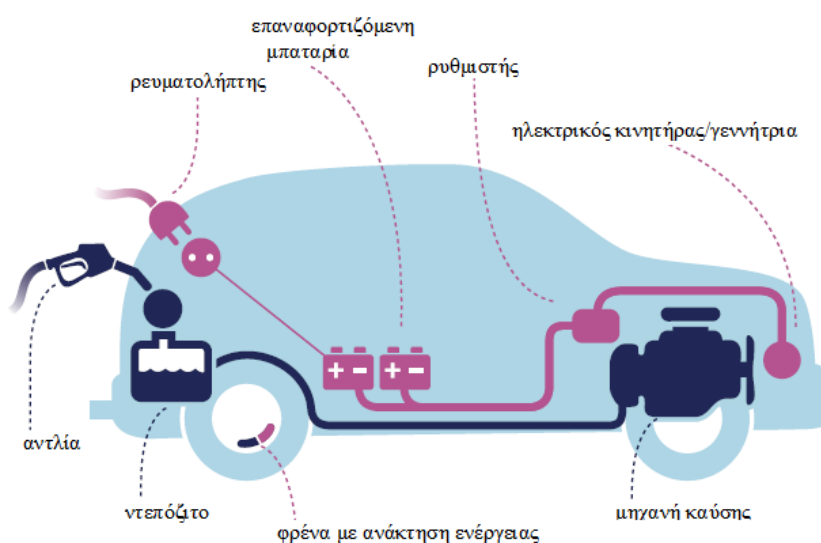 επαναφορτιζόμενη
μπαταρία
ρευματολήπτης
ρυθμιστής
ηλεκτρικός κινητήρας/γεννήτρια
αντλία
ντεπόζιτο
φρένα με ανάκτηση ενέργειας
μηχανή καύσης